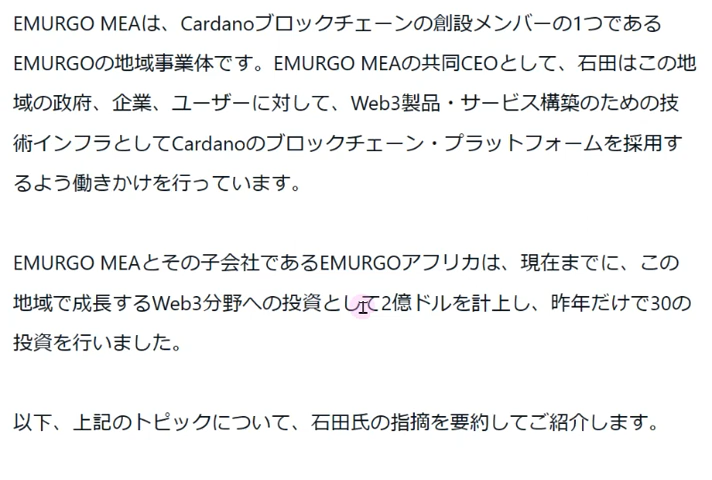 EMURGO MEAは、Cardanoブロックチェーンの創設メンバーの1つである
EMURGOの地域事業体です。EMURGO MEAの共同CEOとして、石田はこの地
域の政府、企業、ユーザーに対して、Web3製品・サービス構築のための技
術インフラとしてCardanoのブロックチェーン・プラットフォームを採用す
るよう働きかけを行っています。
EMURGO MEAとその子会社であるEMURGOアフリカは、現在までに、この
地域で成長するWeb3分野への投資として2億ドルを計上し、昨年だけで30の
投資を行いました。
以下、上記のトピックについて、石田氏の指摘を要約してご紹介します。